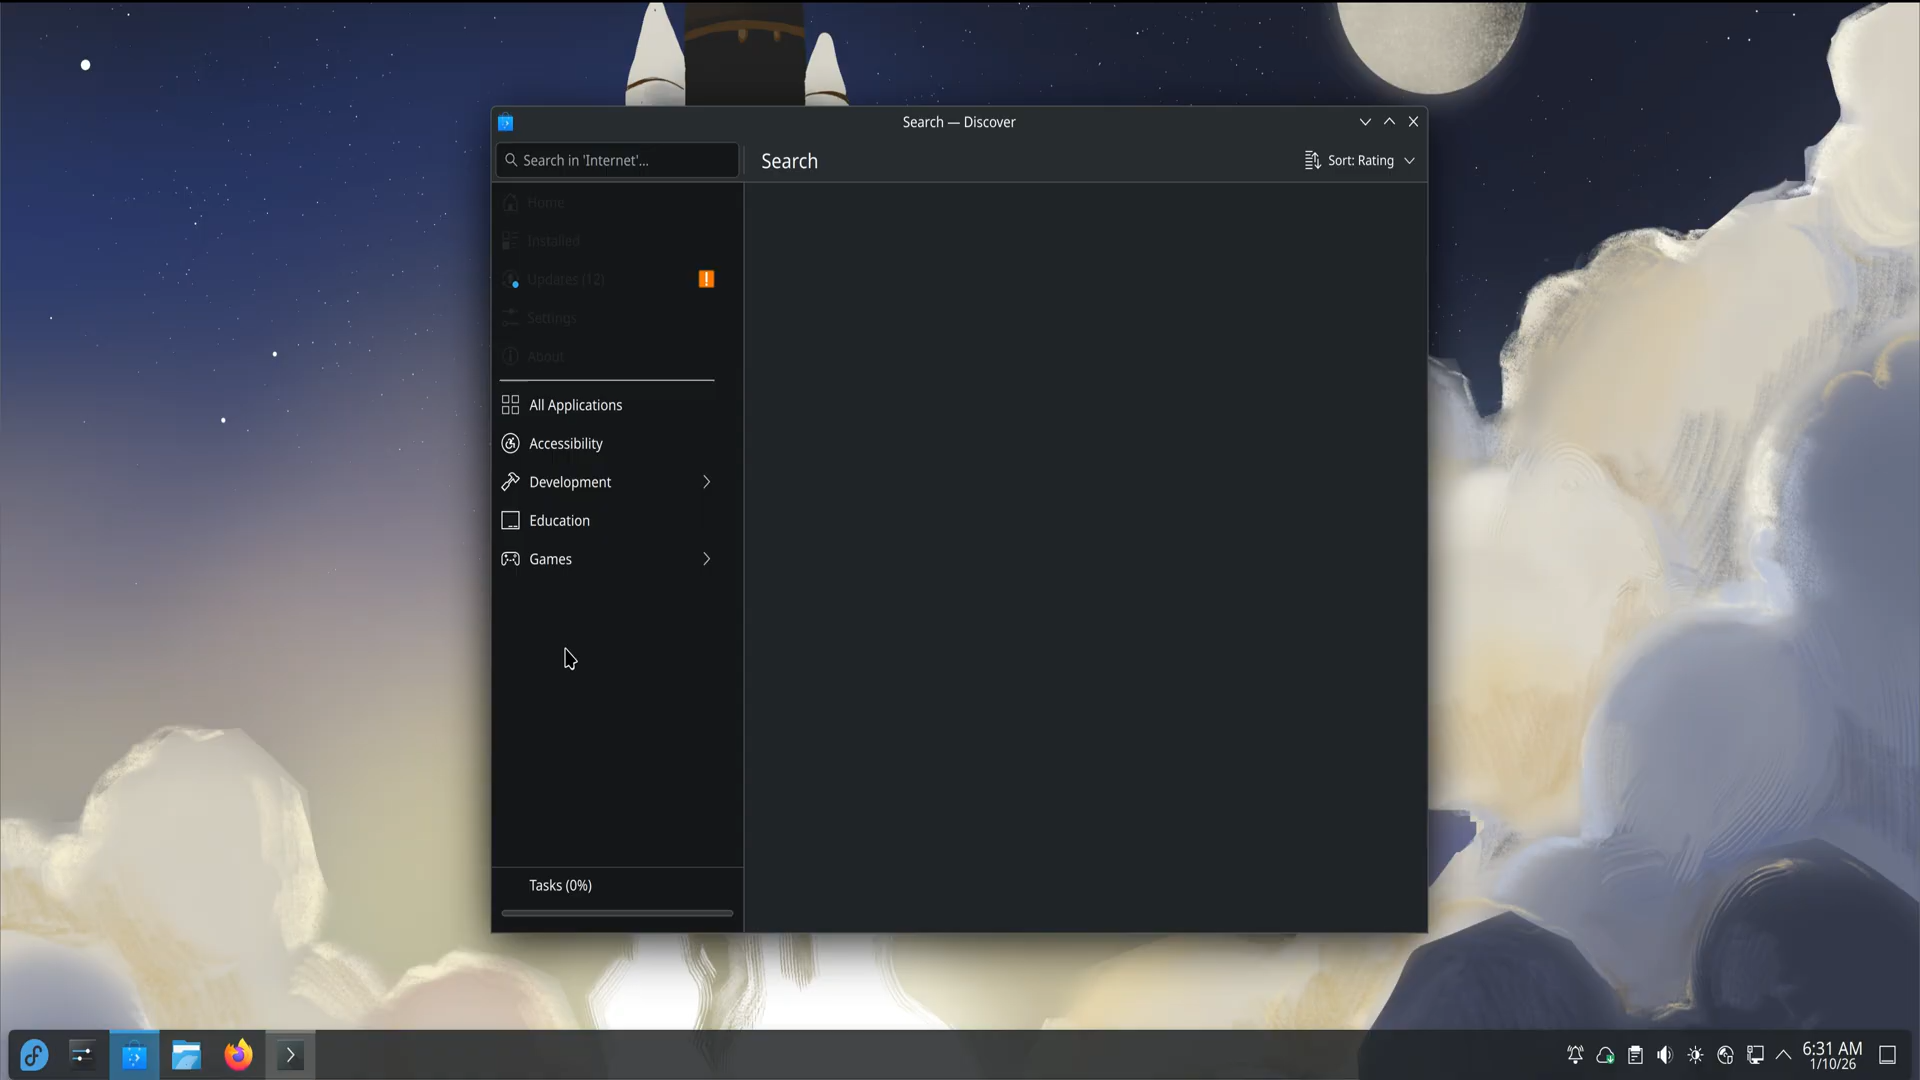 Search — Discover
Search in 'Internet'...
Search
Sort: Rating
Home
Installed
Updates (12)
Settings
About
All Applications
Accessibility
Development
Education
Games
Tasks (0%)
6:31 AM
1/10/26